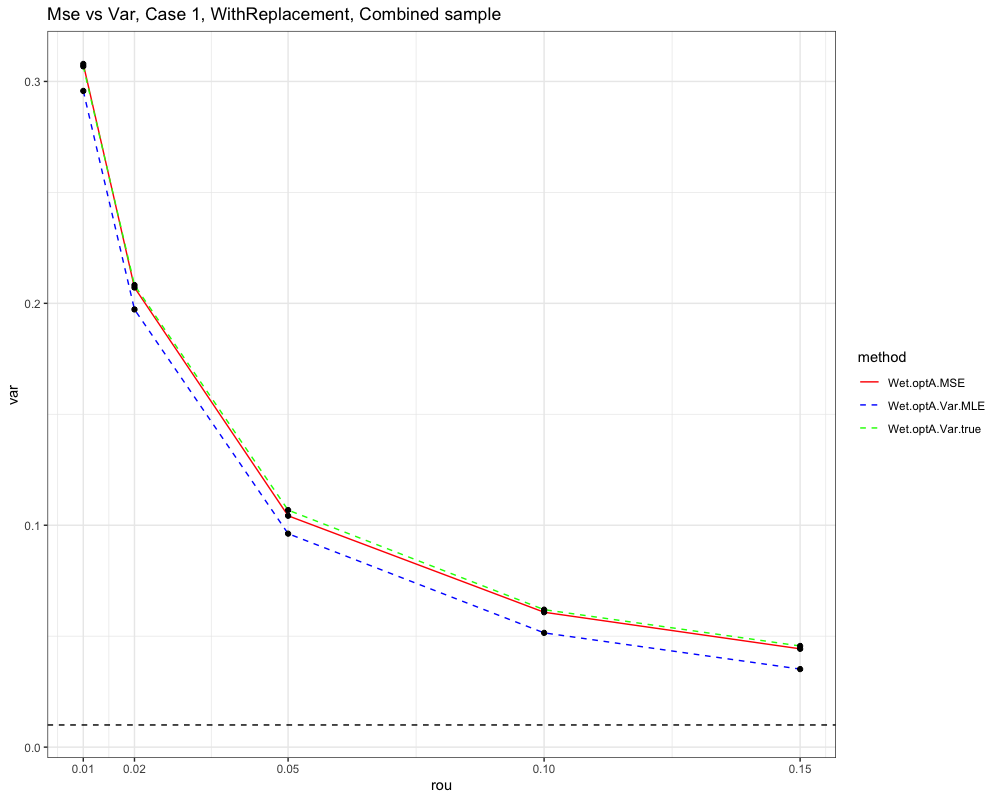 Mse vs Var, Case 1, WithReplacement, Combined sample
var
0.3
0.2
0.1
0.0
0.01
0.02
0.05
0.10
0.15
rou
method
Wet.optA.MSE
Wet.optA.Var.MLE
Wet.optA.Var.true